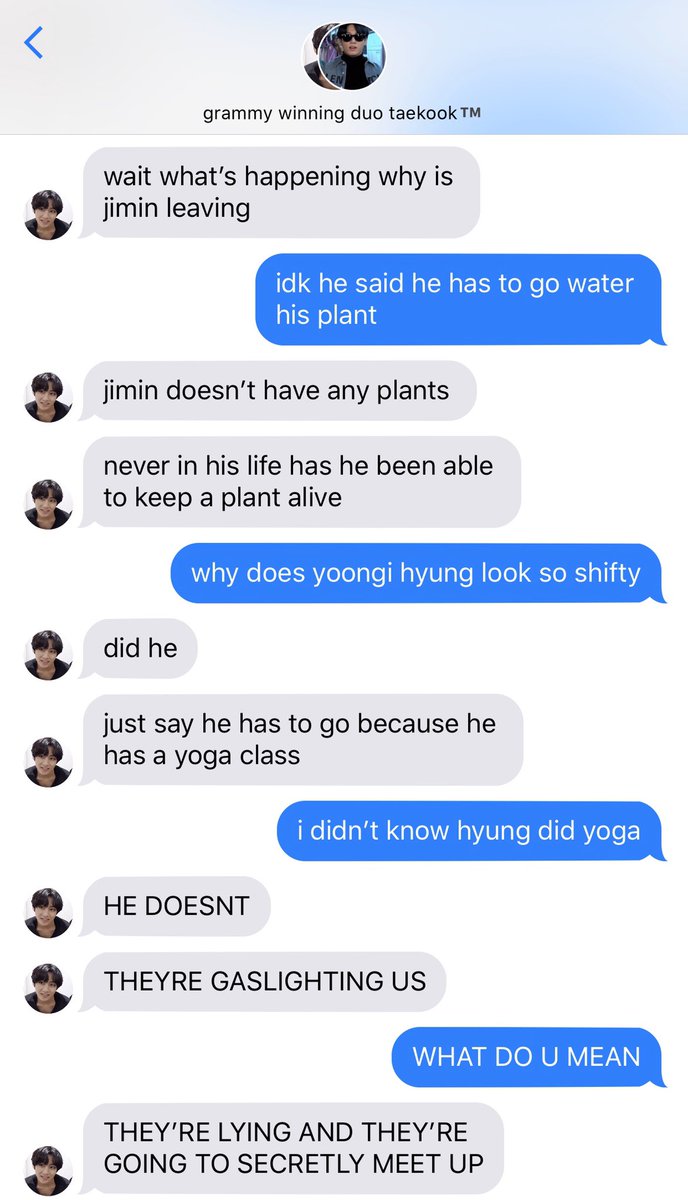 grammy winning duo taekook™
wait what’s happening why is
jimin leaving
idk he said he has to go water
his plant
jimin doesn’t have any plants
never in his life has he been able
to keep a plant alive
why does yoongi hyung look so shifty
did he
just say he has to go because he
has a yoga class
i didn’t know hyung did yoga
HE DOESNT
THEYRE GASLIGHTING US
WHAT DO U MEAN
THEY’RE LYING AND THEY’RE
GOING TO SECRETLY MEET UP